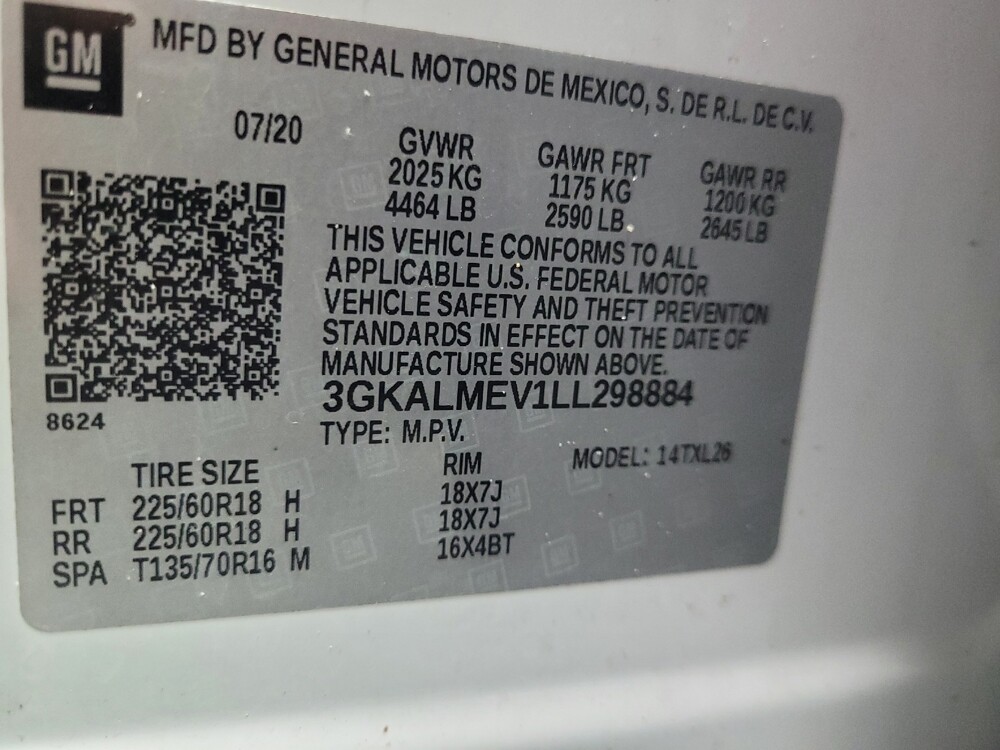 GM
MFD BY GENERAL MOTORS DE MEXICO, S. DE R.L. DE C.V.
07/20 GVWR GAWR FRT GAWR RR
2025 KG 1175 KG 1200 KG
4464 LB 2590 LB 2645 LB
THIS VEHICLE CONFORMS TO ALL
APPLICABLE U.S. FEDERAL MOTOR
VEHICLE SAFETY AND THEFT PREVENTION
STANDARDS IN EFFECT ON THE DATE OF
MANUFACTURE SHOWN ABOVE.
3GKALMEV1LL298884
8624
TYPE: M.P.V. MODEL: 14TXL26
TIRE SIZE RIM
FRT 225/60R18 H 18X7J
RR 225/60R18 H 18X7J
SPA T135/70R16 M 16X4BT